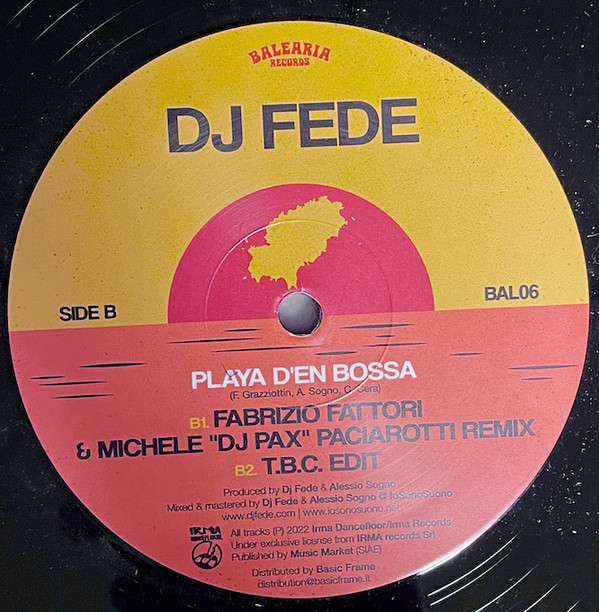 BALEARIA
RECORDS
DJ FEDE
SIDE B
BAL06
PLAYA D'EN BOSSA
(F. Grazziottin, A. Sogno, C. Cera)
B1. FABRIZIO FATTORI
& MICHELE "DJ PAX" PACIAROTTI REMIX
B2. T.B.C. EDIT
Produced by Dj Fede & Alessio Sogno
Mixed & mastered by Dj Fede & Alessio Sogno @ IoSonoSuono
www.djfede.com | www.iosonosuono.net
IRMA
DANCEFLOOR
All tracks (P) 2022 Irma Dancefloor/Irma Records
Under exclusive license from IRMA records Srl
Published by Music Market (SIAE)
Distributed by Basic Frame
distribution@basicframe.it